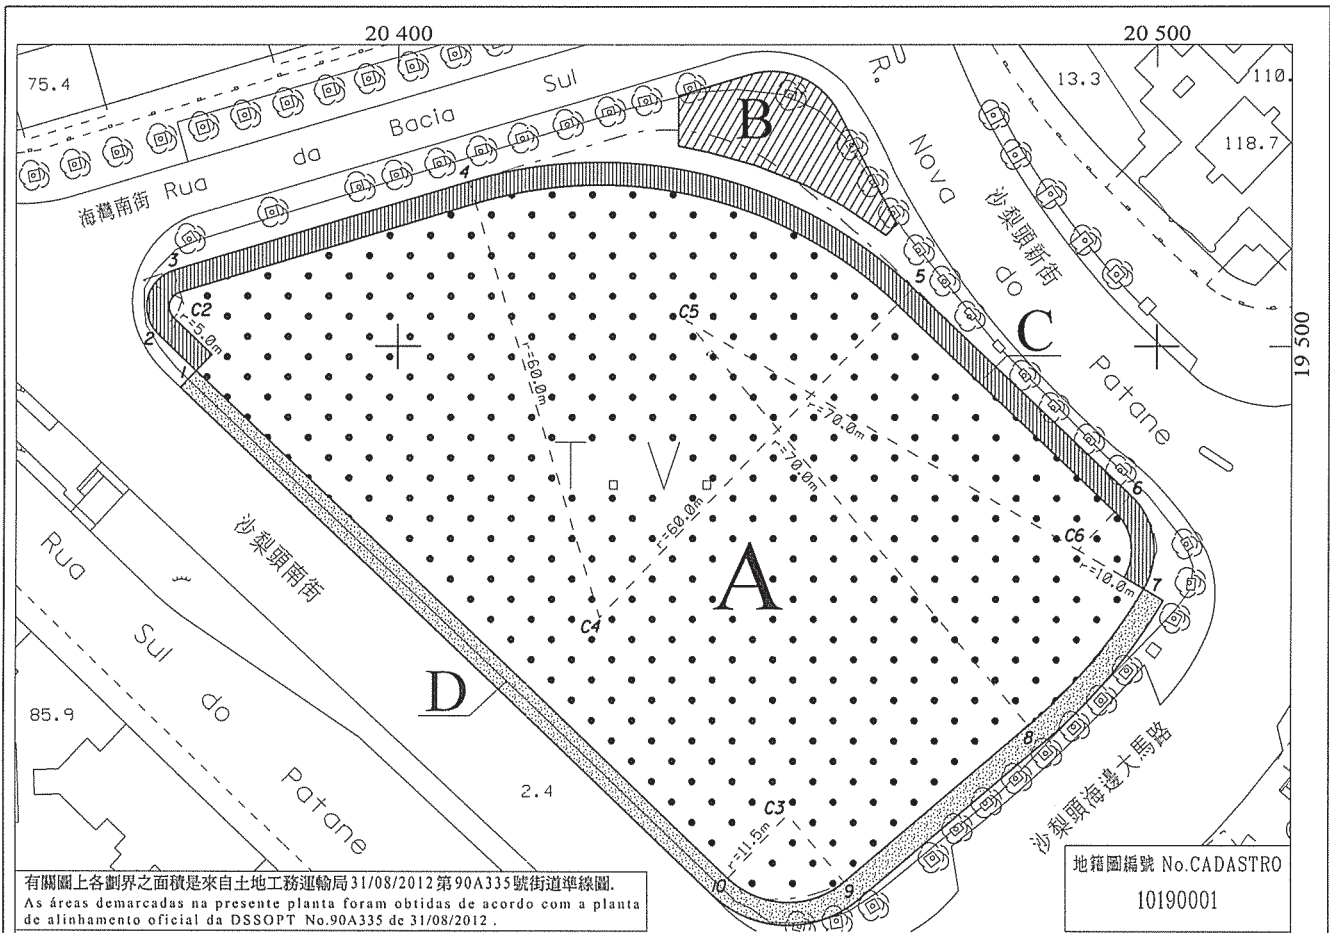 20 400
20 500
75.4
Sul
R.
13.3
110.
Bacia
B
118.7
da
Nova
4
海灣南街 Rua
沙梨頭新街
3
5
do
C2
C5
C
2
r=5.0m
19 500
1
r=60.0m
Patane
r=70.0m
T.V.
r=70.0m
6
r=60.0m
沙梨頭南街
C6
Rua
A
r=10.0m
7
C4
Sul
D
do
85.9
8
沙梨頭海邊大馬路
Patane
2.4
C3
r=11.5m
10
9
有關圖上各劃界之面積是來自土地工務運輸局31/08/2012第90A335號街道準線圖.
As áreas demarcadas na presente planta foram obtidas de acordo com a planta
de alinhamento oficial da DSSOPT No.90A335 de 31/08/2012 .
地籍圖編號 No.CADASTRO
10190001